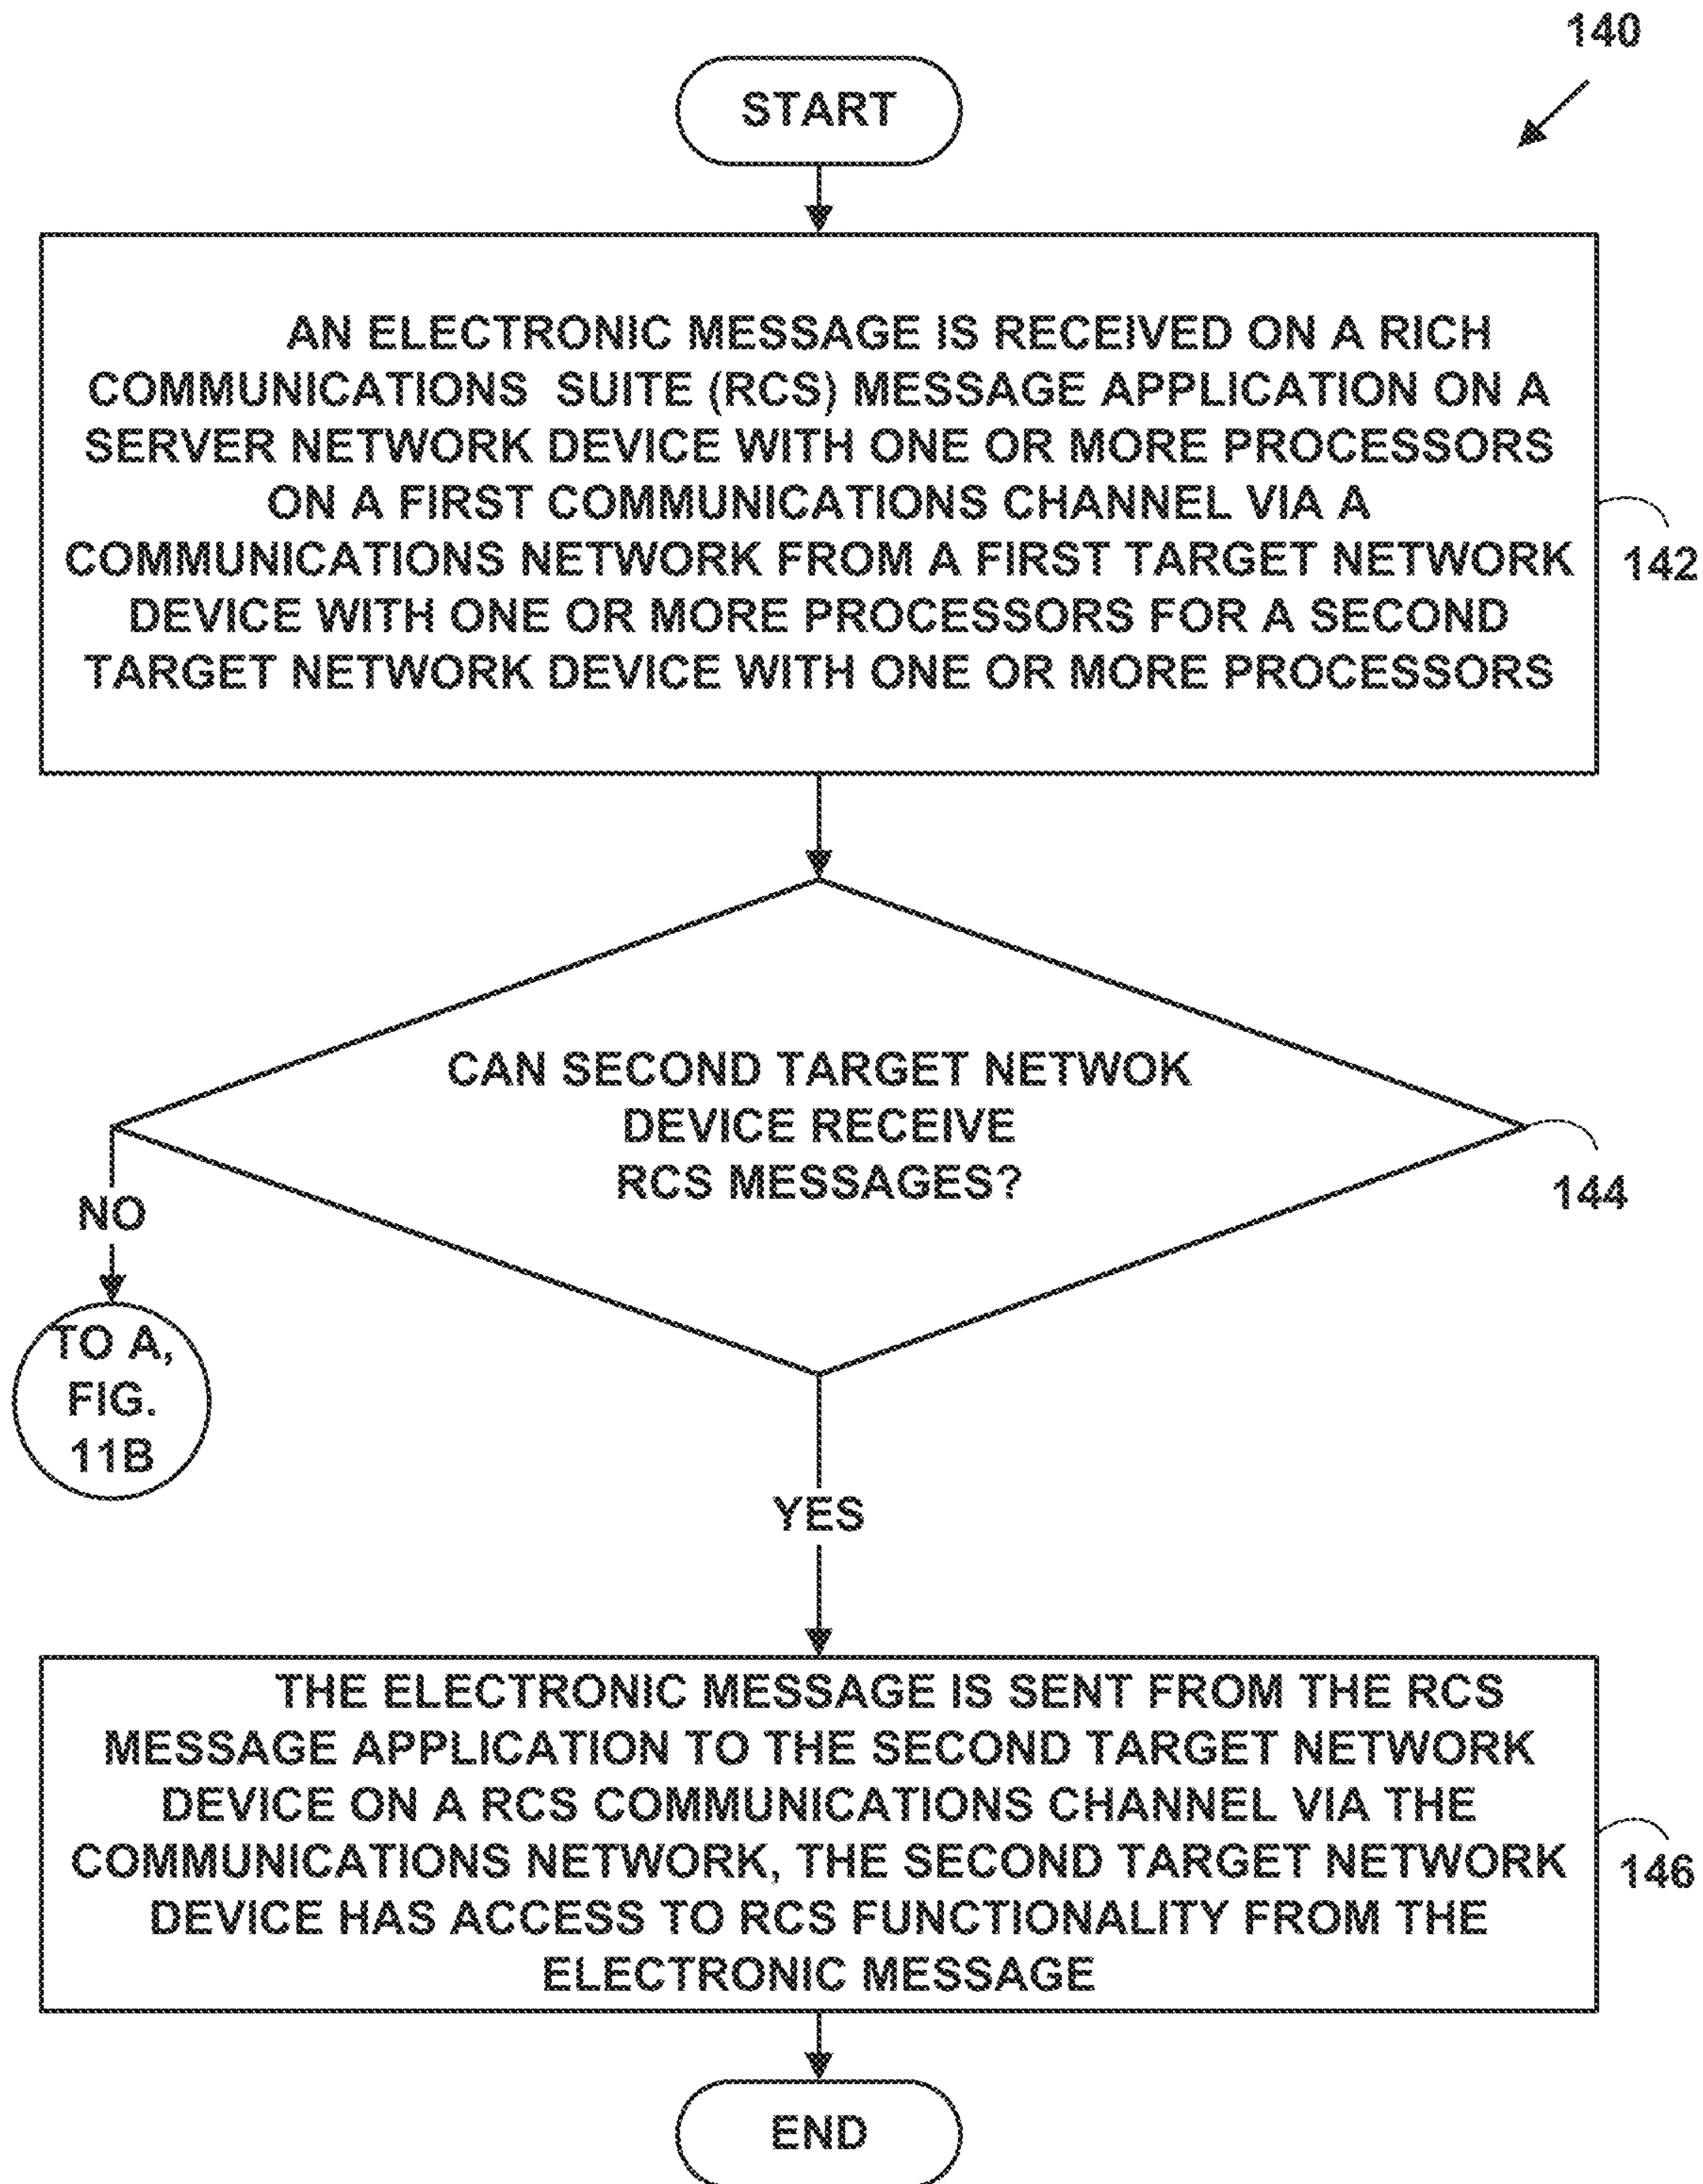 140
START
AN ELECTRONIC MESSAGE IS RECEIVED ON A RICH
COMMUNICATIONS SUITE (RCS) MESSAGE APPLICATION ON A
SERVER NETWORK DEVICE WITH ONE OR MORE PROCESSORS
ON A FIRST COMMUNICATIONS CHANNEL VIA A
COMMUNICATIONS NETWORK FROM A FIRST TARGET NETWORK
DEVICE WITH ONE OR MORE PROCESSORS FOR A SECOND
TARGET NETWORK DEVICE WITH ONE OR MORE PROCESSORS
142
CAN SECOND TARGET NETWOK
DEVICE RECEIVE
RCS MESSAGES?
144
NO
TO A,
FIG.
11B
YES
THE ELECTRONIC MESSAGE IS SENT FROM THE RCS
MESSAGE APPLICATION TO THE SECOND TARGET NETWORK
DEVICE ON A RCS COMMUNICATIONS CHANNEL VIA THE
COMMUNICATIONS NETWORK, THE SECOND TARGET NETWORK
DEVICE HAS ACCESS TO RCS FUNCTIONALITY FROM THE
ELECTRONIC MESSAGE
146
END